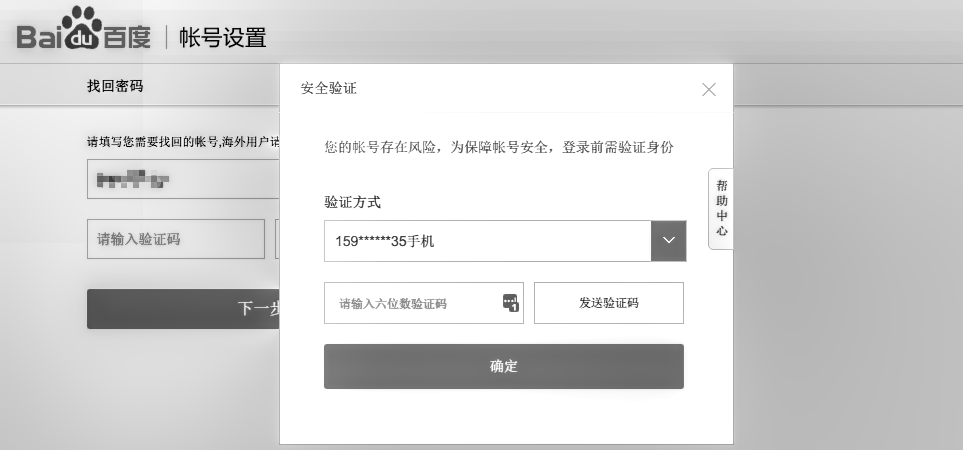 Baidu百度 帐号设置
找回密码
请填写您需要找回的帐号,海外用户请
请输入验证码
下一步
安全验证
您的帐号存在风险，为保障帐号安全，登录前需验证身份
验证方式
159******35手机
请输入六位数验证码
发送验证码
确定
帮助中心